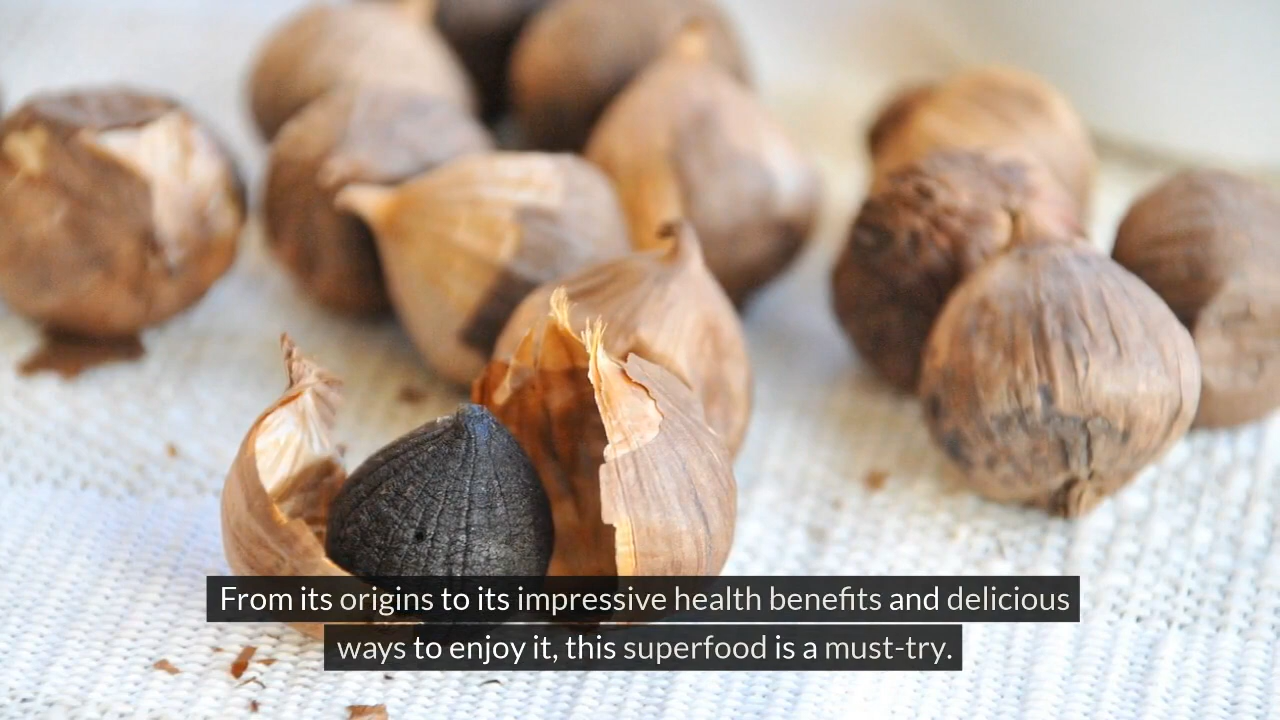 From its origins to its impressive health benefits and delicious
ways to enjoy it, this superfood is a must-try.